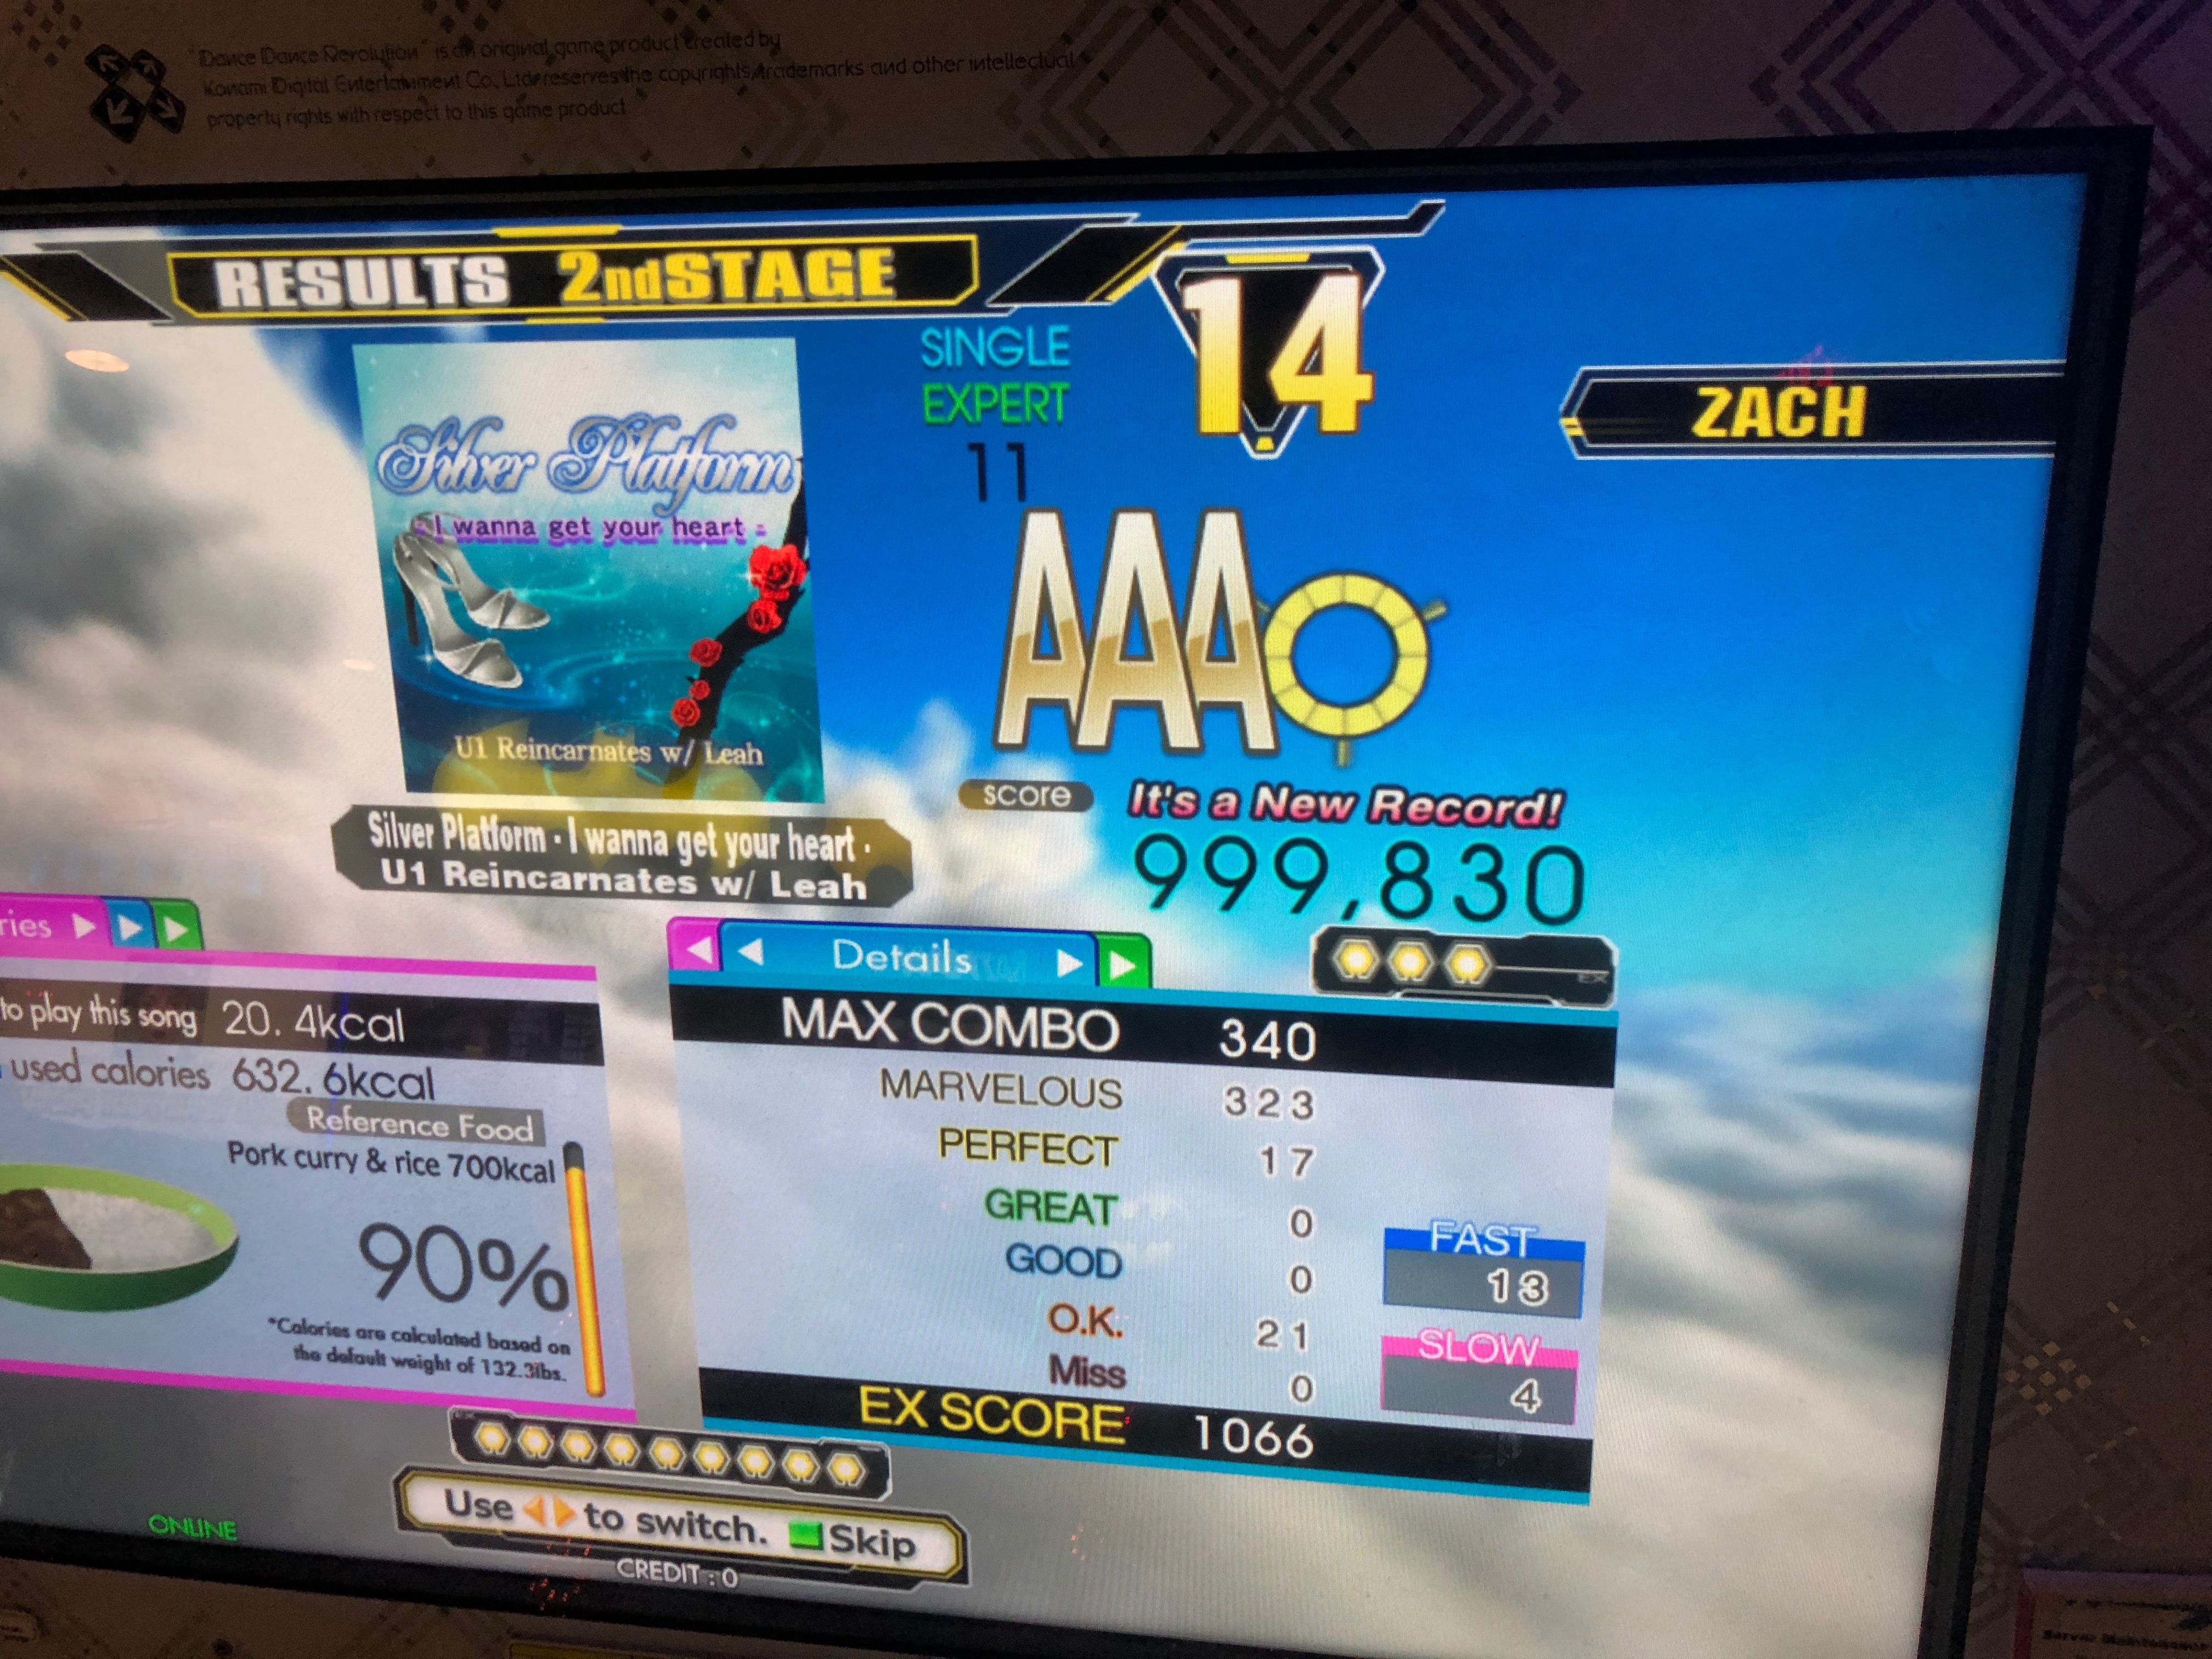 "Dance Dance Revolution" is an original game product created by
Konami Digital Entertainment Co., Ltd. reserves the copyrights, trademarks and other intellectual
property rights with respect to this game product
RESULTS 2ndSTAGE
14
SINGLE
EXPERT
11
ZACH
Silver Platform
- I wanna get your heart -
U1 Reincarnates w/ Leah
AAA
Silver Platform - I wanna get your heart -
U1 Reincarnates w/ Leah
score
It's a New Record!
999,830
ries
Details
EX
to play this song 20.4kcal
used calories 632.6kcal
Reference Food
Pork curry & rice 700kcal
90%
*Calories are calculated based on
the default weight of 132.3lbs.
MAX COMBO 340
MARVELOUS 323
PERFECT 17
GREAT 0
GOOD 0
O.K. 21
Miss 0
FAST
13
SLOW
4
EX SCORE 1066
Use to switch. Skip
ONLINE
CREDIT : 0
Server Maintenance